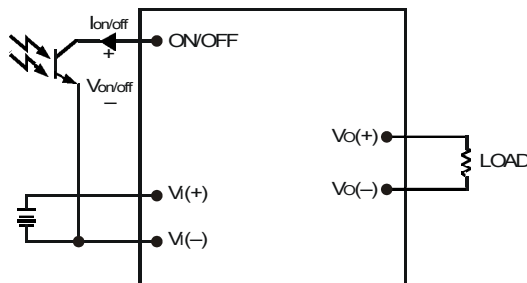 Ion/off
ON/OFF
+
Von/off
–
VO(+)
LOAD
VO(–)
VI(+)
VI(–)